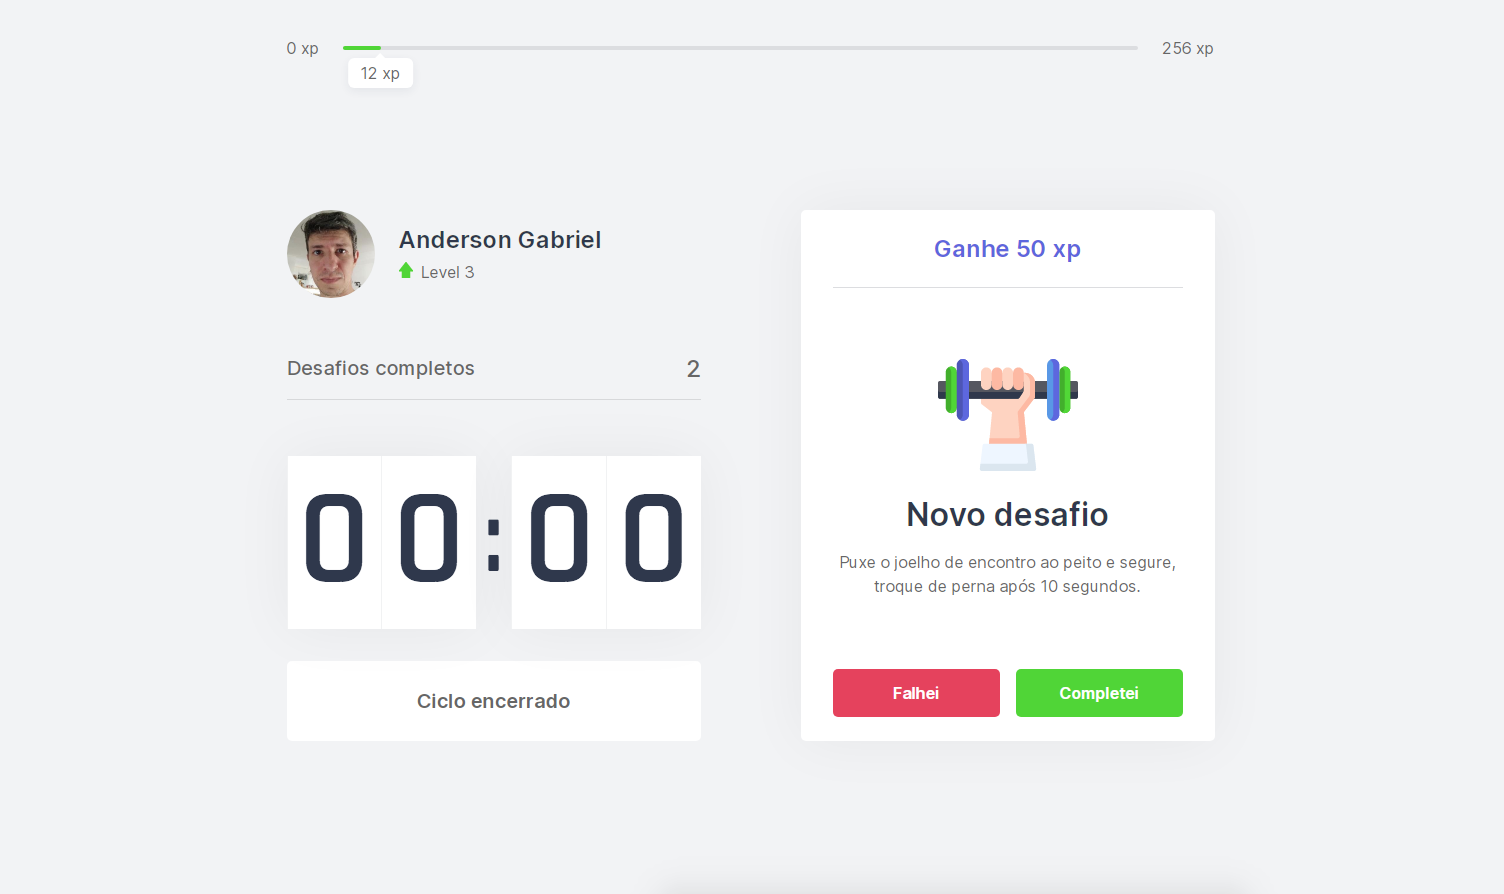 0 xp
256 xp
12 xp
Anderson Gabriel
Level 3
Desafios completos
2
00:00
Ciclo encerrado
Ganhe 50 xp
Novo desafio
Puxe o joelho de encontro ao peito e segure,
troque de perna após 10 segundos.
Falhei
Completei